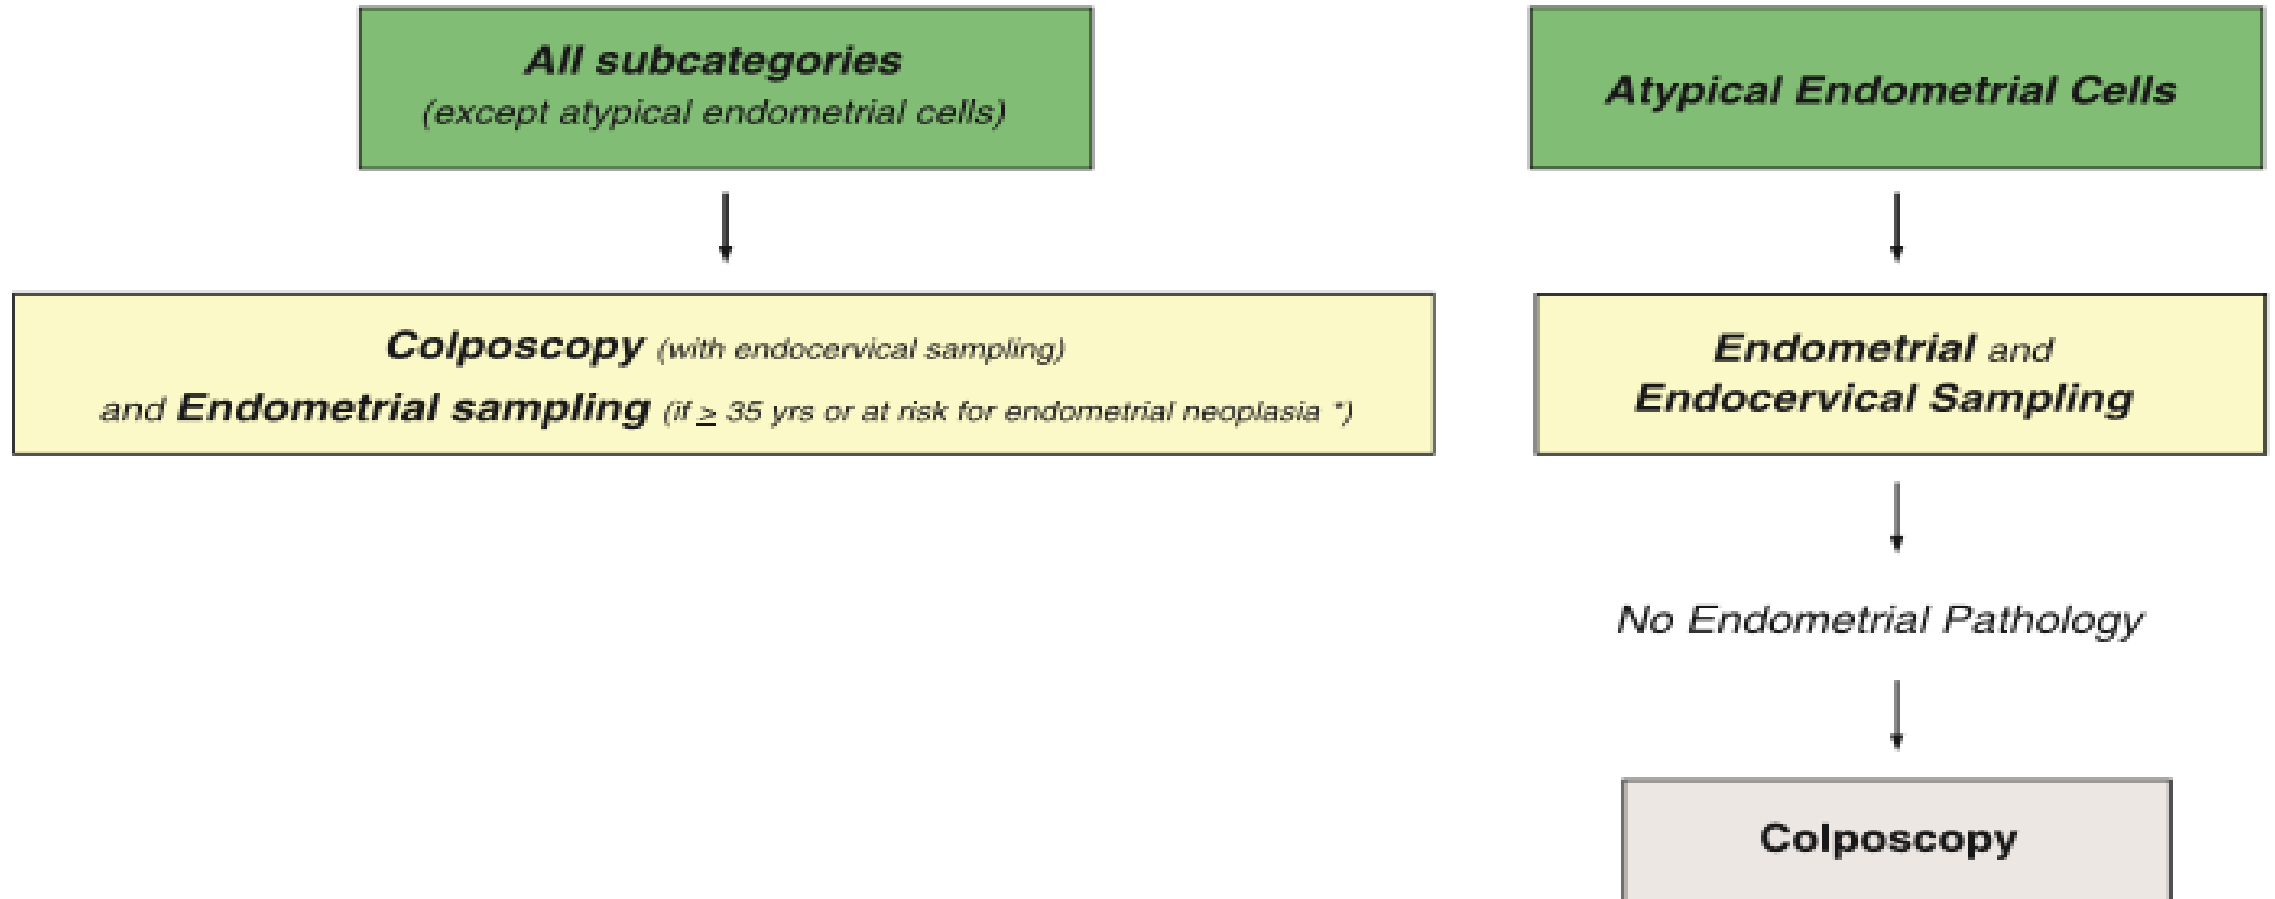 All subcategories
(except atypical endometrial cells)
Colposcopy (with endocervical sampling)
and Endometrial sampling (if ≥ 35 yrs or at risk for endometrial neoplasia *)
Atypical Endometrial Cells
Endometrial and
Endocervical Sampling
No Endometrial Pathology
Colposcopy